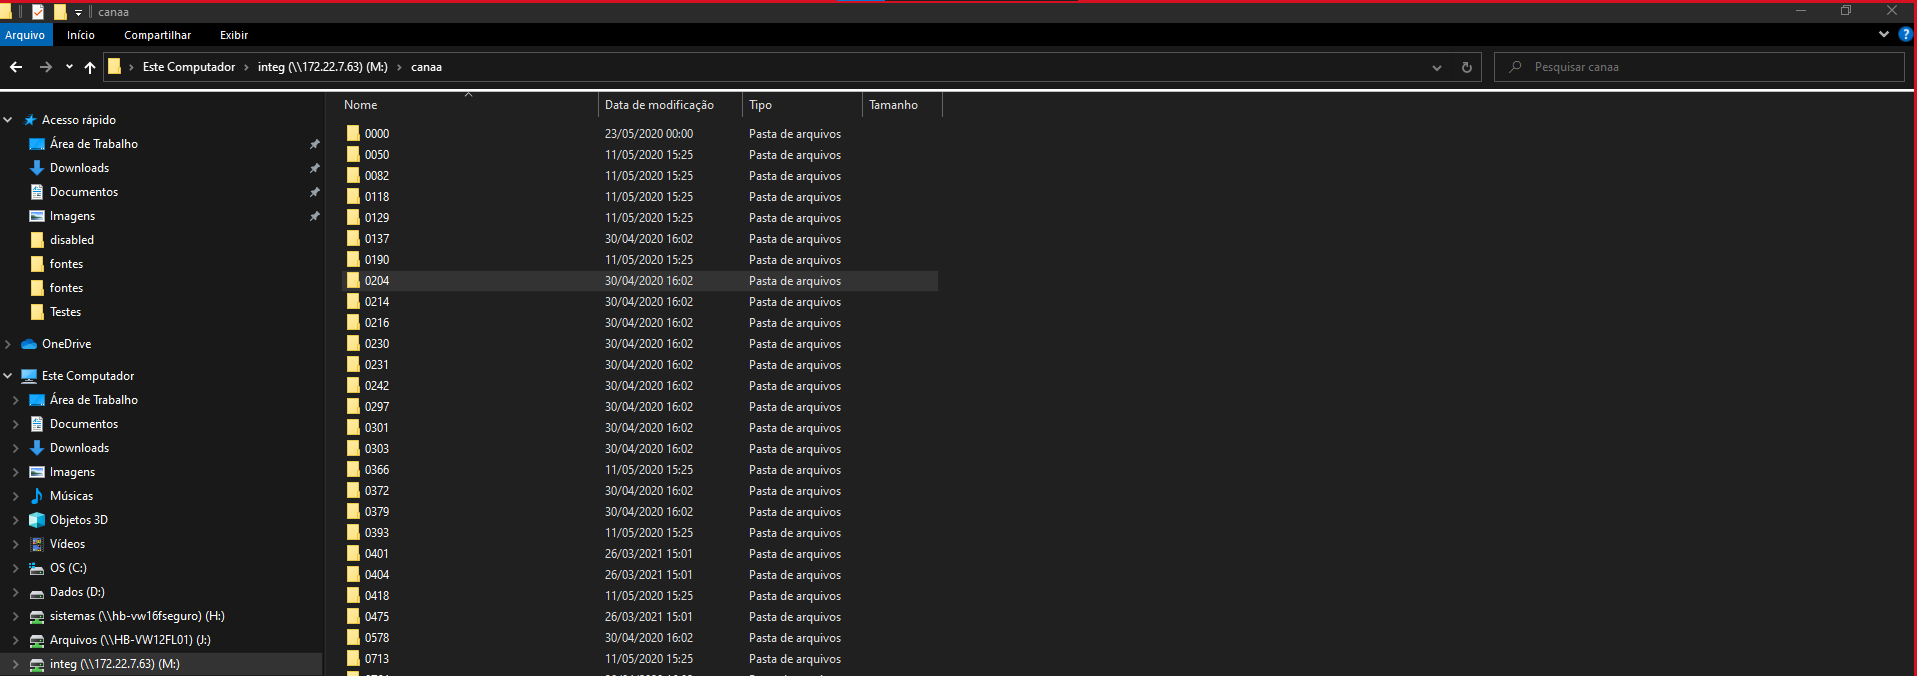 canaa
Arquivo Início Compartilhar Exibir
Este Computador integ (\\172.22.7.63) (M:) canaa
Pesquisar canaa
Acesso rápido
Área de Trabalho
Downloads
Documentos
Imagens
disabled
fontes
fontes
Testes
OneDrive
Este Computador
Área de Trabalho
Documentos
Downloads
Imagens
Músicas
Objetos 3D
Vídeos
OS (C:)
Dados (D:)
sistemas (\\hb-vw16fseguro) (H:)
Arquivos (\\HB-VW12FL01) (J:)
integ (\\172.22.7.63) (M:)
Nome Data de modificação Tipo Tamanho
0000 23/05/2020 00:00 Pasta de arquivos
0050 11/05/2020 15:25 Pasta de arquivos
0082 11/05/2020 15:25 Pasta de arquivos
0118 11/05/2020 15:25 Pasta de arquivos
0129 11/05/2020 15:25 Pasta de arquivos
0137 30/04/2020 16:02 Pasta de arquivos
0190 11/05/2020 15:25 Pasta de arquivos
0204 30/04/2020 16:02 Pasta de arquivos
0214 30/04/2020 16:02 Pasta de arquivos
0216 30/04/2020 16:02 Pasta de arquivos
0230 30/04/2020 16:02 Pasta de arquivos
0231 30/04/2020 16:02 Pasta de arquivos
0242 30/04/2020 16:02 Pasta de arquivos
0297 30/04/2020 16:02 Pasta de arquivos
0301 30/04/2020 16:02 Pasta de arquivos
0303 30/04/2020 16:02 Pasta de arquivos
0366 11/05/2020 15:25 Pasta de arquivos
0372 30/04/2020 16:02 Pasta de arquivos
0379 30/04/2020 16:02 Pasta de arquivos
0393 11/05/2020 15:25 Pasta de arquivos
0401 26/03/2021 15:01 Pasta de arquivos
0404 26/03/2021 15:01 Pasta de arquivos
0418 11/05/2020 15:25 Pasta de arquivos
0475 26/03/2021 15:01 Pasta de arquivos
0578 30/04/2020 16:02 Pasta de arquivos
0713 11/05/2020 15:25 Pasta de arquivos